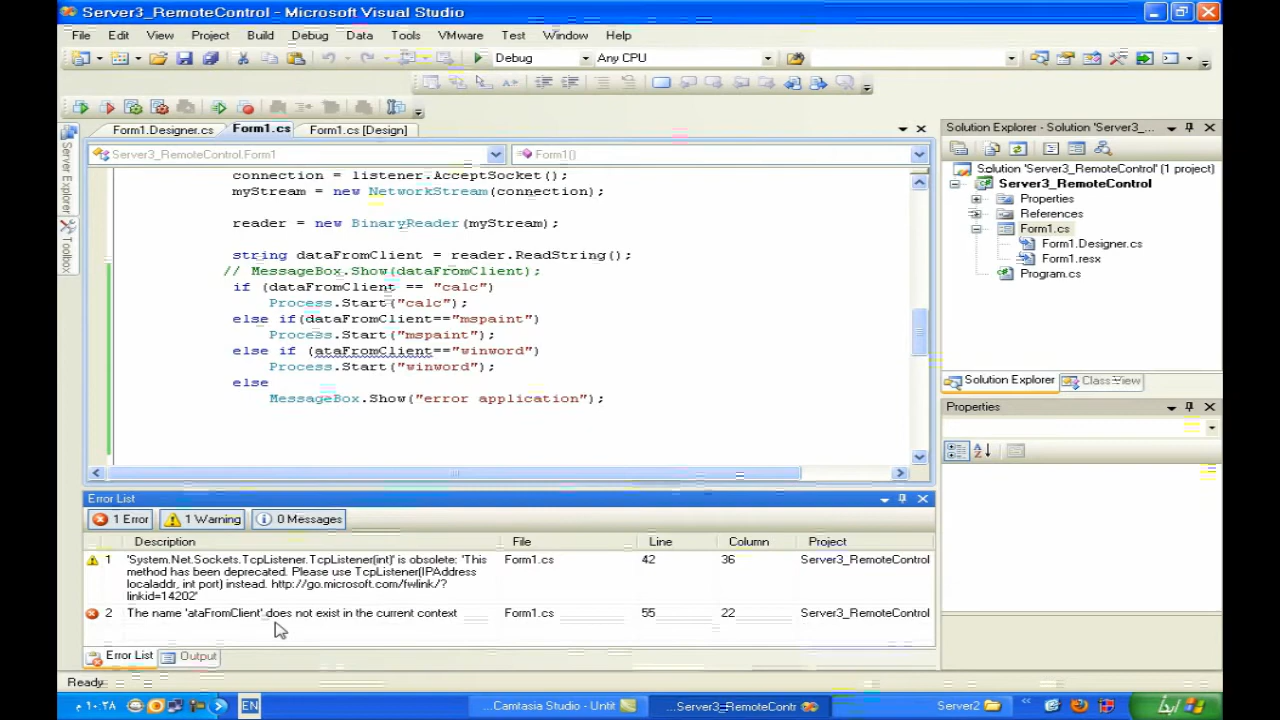 Server3_RemoteControl - Microsoft Visual Studio
File Edit View Project Build Debug Data Tools VMware Test Window Help
Debug Any CPU
Form1.Designer.cs Form1.cs Form1.cs [Design]
Server3_RemoteControl.Form1 Form1()
connection = listener.AcceptSocket();
myStream = new NetworkStream(connection);
reader = new BinaryReader(myStream);
string dataFromClient = reader.ReadString();
// MessageBox.Show(dataFromClient);
if (dataFromClient == "calc")
Process.Start("calc");
else if(dataFromClient=="mspaint")
Process.Start("mspaint");
else if (ataFromClient=="winword")
Process.Start("winword");
else
MessageBox.Show("error application");
Server Explorer
Toolbox
Solution Explorer - Solution 'Server3_...
Solution 'Server3_RemoteControl' (1 project)
Server3_RemoteControl
Properties
References
Form1.cs
Form1.Designer.cs
Form1.resx
Program.cs
Solution Explorer Class View
Properties
Error List
1 Error 1 Warning 0 Messages
Description File Line Column Project
1 'System.Net.Sockets.TcpListener.TcpListener(int)' is obsolete: 'This Form1.cs 42 36 Server3_RemoteControl
method has been deprecated. Please use TcpListener(IPAddress
localaddr, int port) instead. http://go.microsoft.com/fwlink/?
linkid=14202'
2 The name 'ataFromClient' does not exist in the current context Form1.cs 55 22 Server3_RemoteControl
Error List Output
Ready
١٠:٢٨ م EN ...Camtasia Studio - Untit ...Server3_RemoteContr Server2 ابدأ